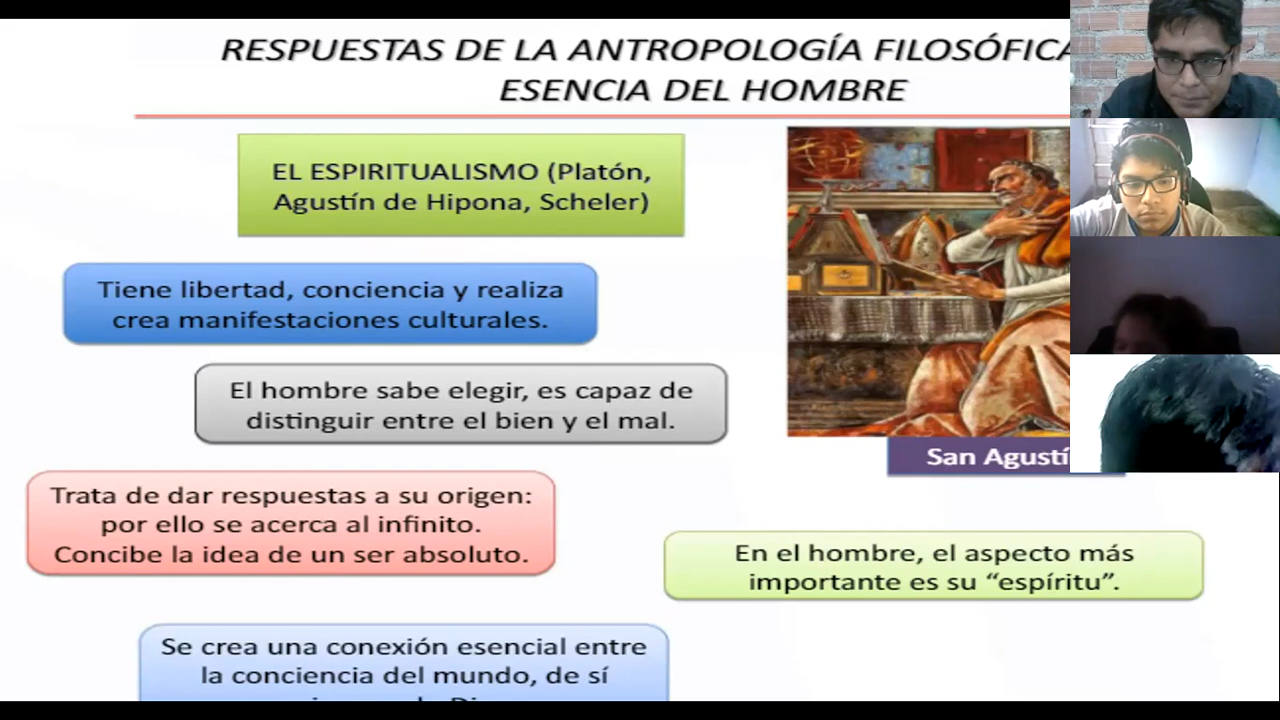 RESPUESTAS DE LA ANTROPOLOGÍA FILOSÓFICA
ESENCIA DEL HOMBRE
EL ESPIRITUALISMO (Platón,
Agustín de Hipona, Scheler)
Tiene libertad, conciencia y realiza
crea manifestaciones culturales.
El hombre sabe elegir, es capaz de
distinguir entre el bien y el mal.
San Agustí
Trata de dar respuestas a su origen:
por ello se acerca al infinito.
Concibe la idea de un ser absoluto.
En el hombre, el aspecto más
importante es su “espíritu”.
Se crea una conexión esencial entre
la conciencia del mundo, de sí